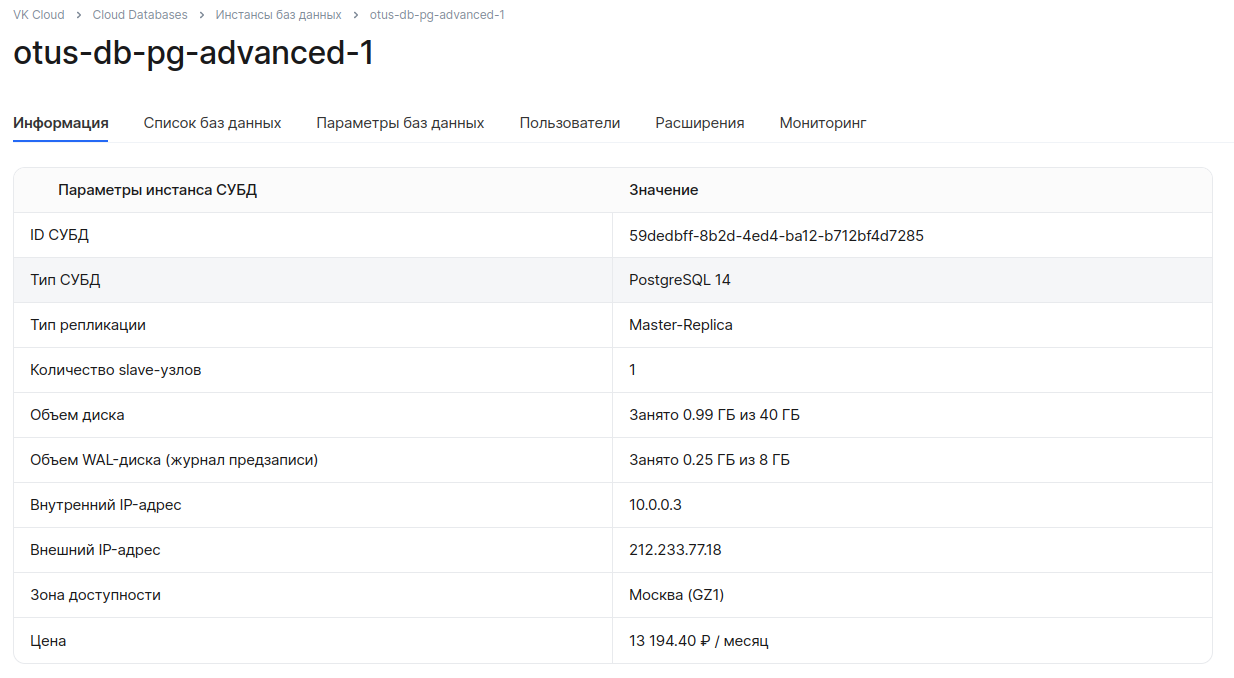 VK Cloud > Cloud Databases > Инстансы баз данных > otus-db-pg-advanced-1
otus-db-pg-advanced-1
Информация Список баз данных Параметры баз данных Пользователи Расширения Мониторинг
Параметры инстанса СУБД Значение
ID СУБД 59dedbff-8b2d-4ed4-ba12-b712bf4d7285
Тип СУБД PostgreSQL 14
Тип репликации Master-Replica
Количество slave-узлов 1
Объем диска Занято 0.99 ГБ из 40 ГБ
Объем WAL-диска (журнал предзаписи) Занято 0.25 ГБ из 8 ГБ
Внутренний IP-адрес 10.0.0.3
Внешний IP-адрес 212.233.77.18
Зона доступности Москва (GZ1)
Цена 13 194.40 ₽ / месяц